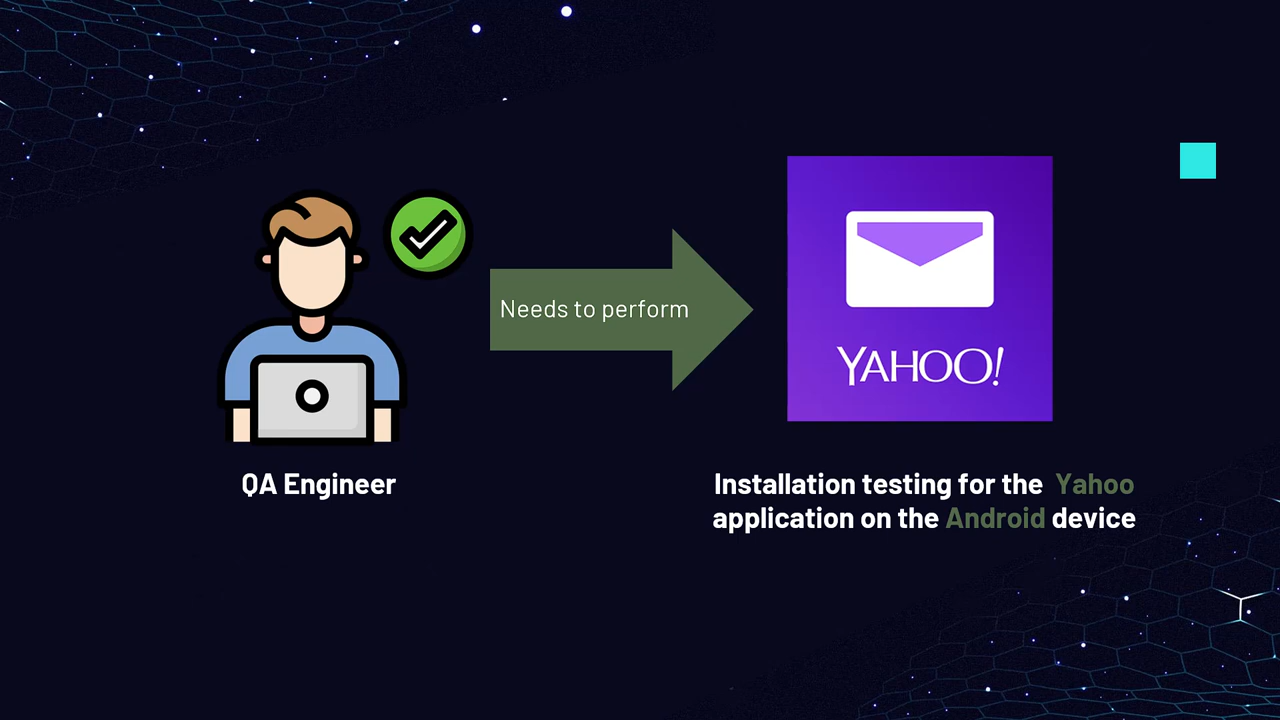 Needs to perform
YAHOO!
QA Engineer
Installation testing for the Yahoo
application on the Android device